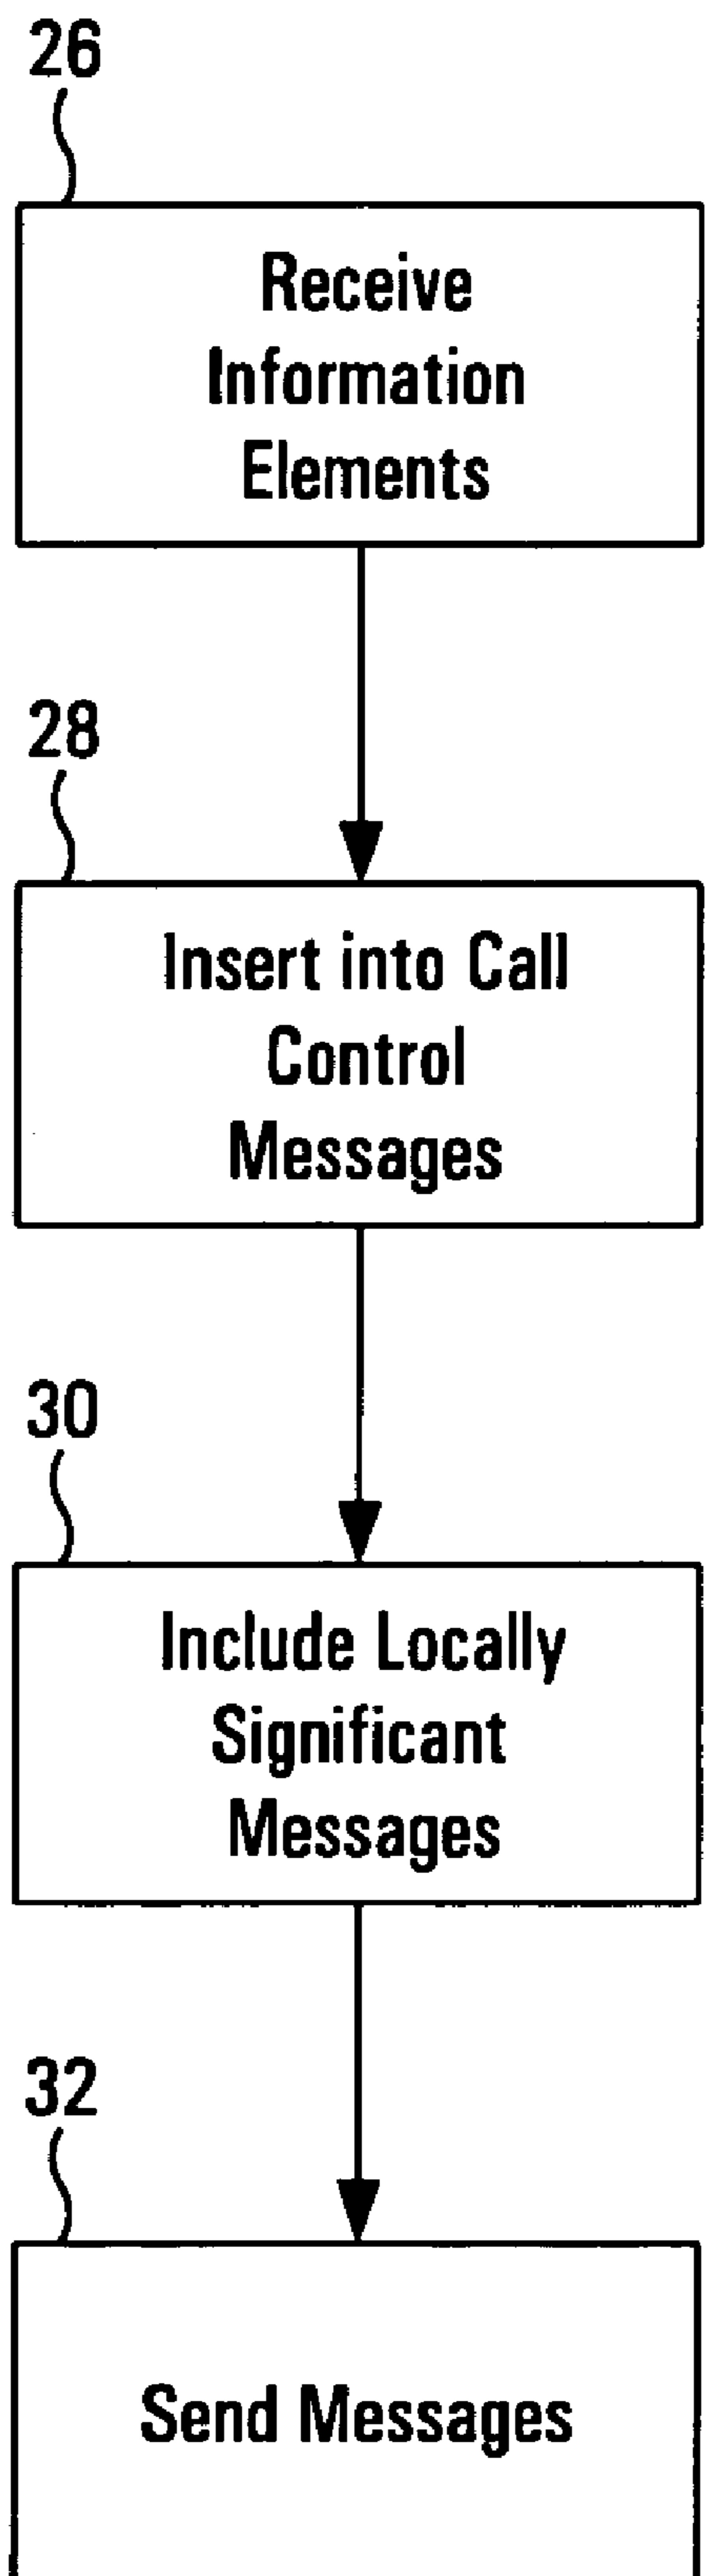 26
Receive
Information
Elements
28
Insert into Call
Control
Messages
30
Include Locally
Significant
Messages
32
Send Messages